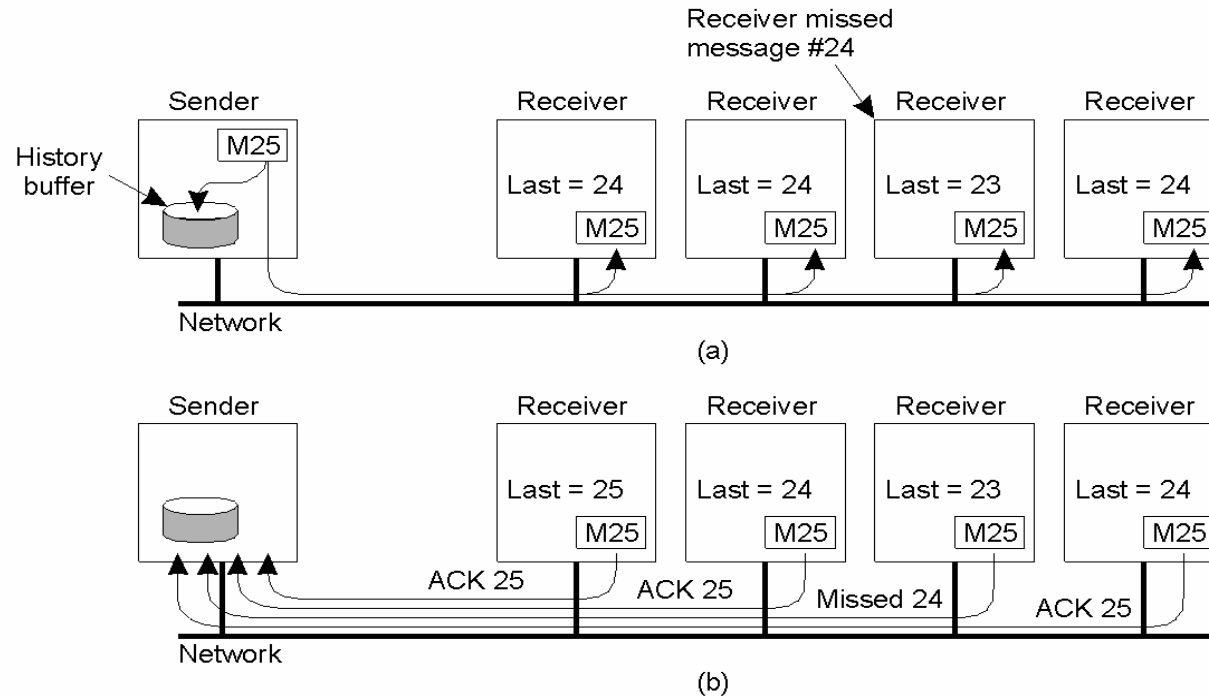 Receiver missed
message #24
Sender
Receiver
Receiver
Receiver
Receiver
History
buffer
M25
Last = 24
Last = 24
Last = 23
Last = 24
M25
M25
M25
M25
Network
(a)
Sender
Receiver
Receiver
Receiver
Receiver
Last = 25
Last = 24
Last = 23
Last = 24
M25
M25
M25
M25
ACK 25
ACK 25
Missed 24
ACK 25
Network
(b)